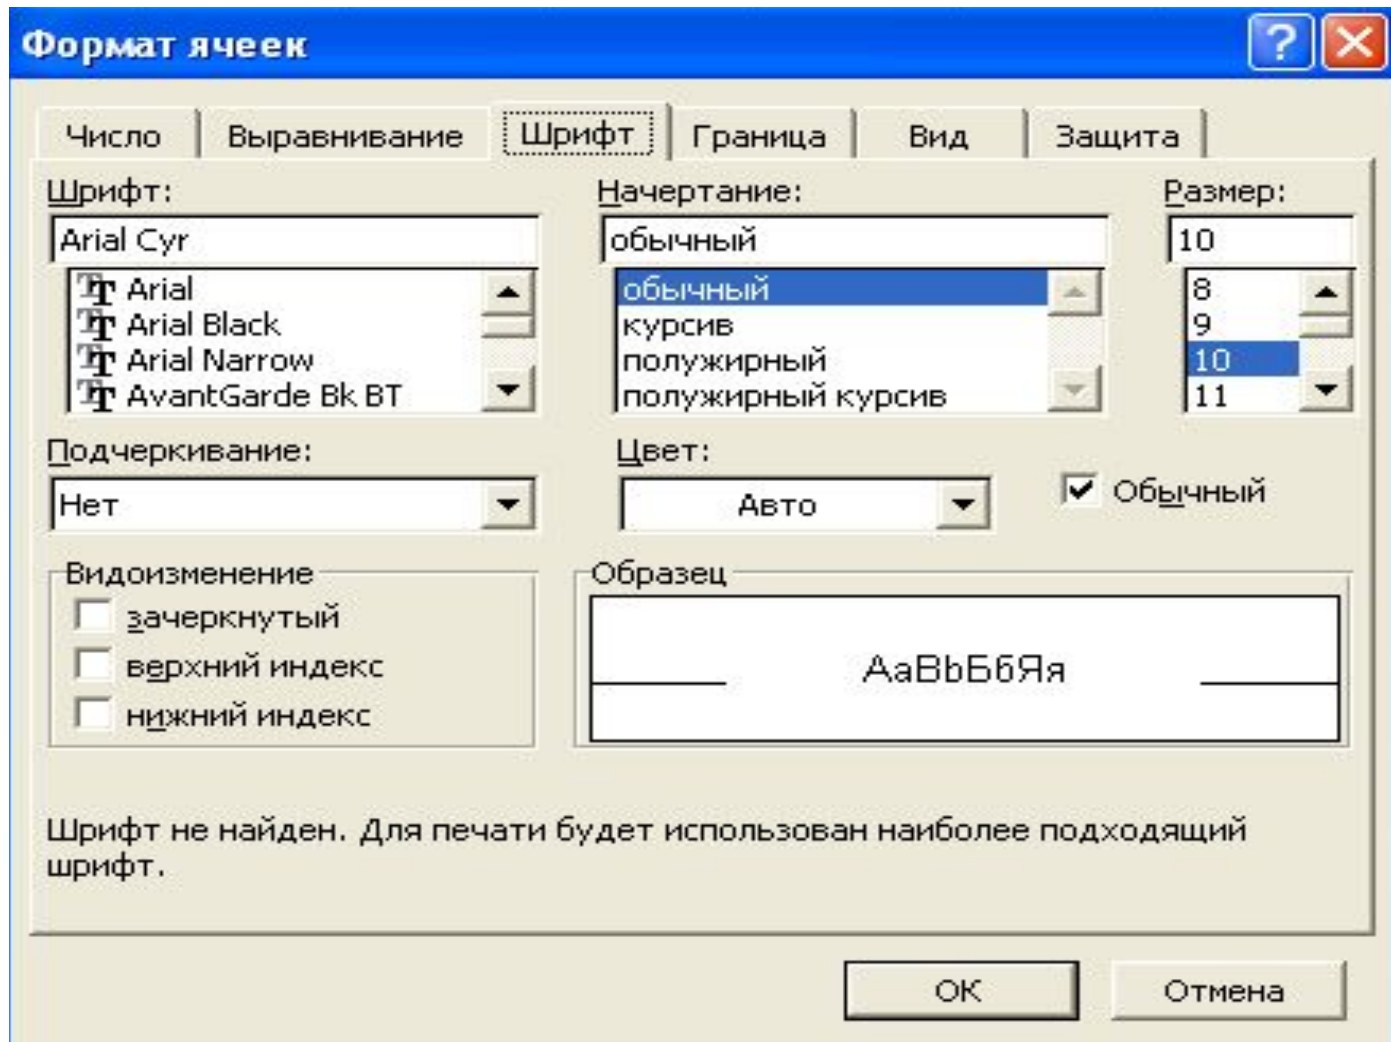 Формат ячеек
Число Выравнивание Шрифт Граница Вид Защита
Шрифт: Начертание: Размер:
Arial Cyr обычный 10
Arial обычный 8
Arial Black курсив 9
Arial Narrow полужирный 10
AvantGarde Bk BT полужирный курсив 11
Подчеркивание: Цвет:
Нет Авто Обычный
Видоизменение Образец
зачеркнутый
верхний индекс АаВbБбЯя
нижний индекс
Шрифт не найден. Для печати будет использован наиболее подходящий
шрифт.
ОК Отмена